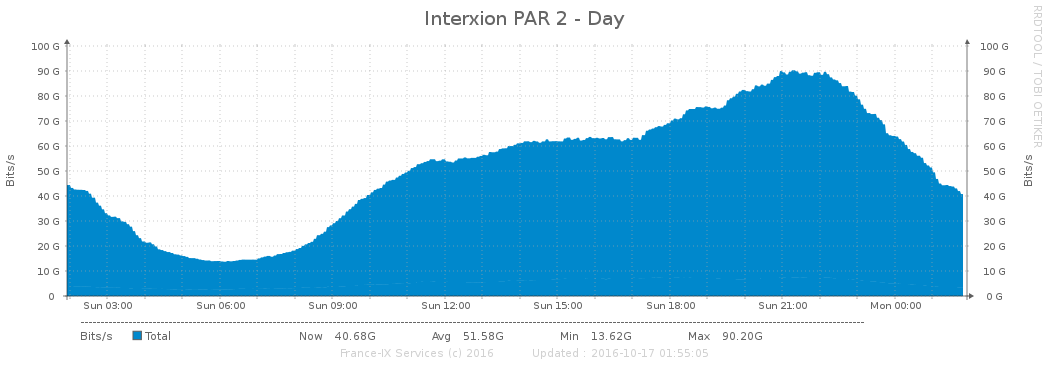 Interxion PAR 2 - Day
RRDTOOL / TOBI OETIKER
Bits/s
100 G 100 G
90 G 90 G
80 G 80 G
70 G 70 G
60 G 60 G
50 G 50 G
40 G 40 G
30 G 30 G
20 G 20 G
10 G 10 G
0 0 G
Bits/s
Sun 03:00 Sun 06:00 Sun 09:00 Sun 12:00 Sun 15:00 Sun 18:00 Sun 21:00 Mon 00:00
Bits/s Total Now 40.68G Avg 51.58G Min 13.62G Max 90.20G
France-IX Services (c) 2016 Updated : 2016-10-17 01:55:05